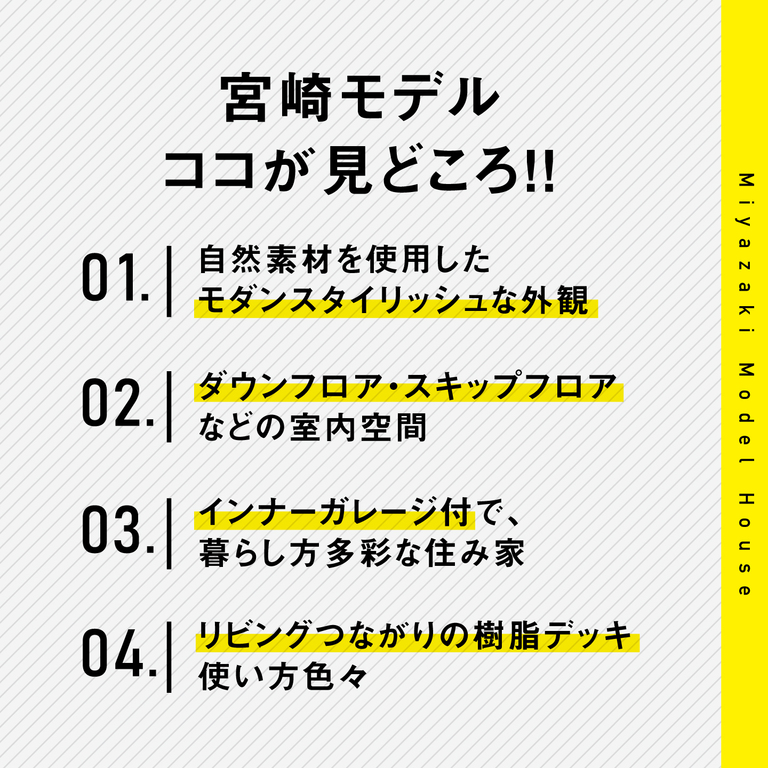 宮崎モデル
ココが見どころ!!
01.
自然素材を使用した
モダンスタイリッシュな外観
02.
ダウンフロア・スキップフロア
などの室内空間
03.
インナーガレージ付で、
暮らし方多彩な住み家
04.
リビングつながりの樹脂デッキ
使い方色々
Miyazaki Model House